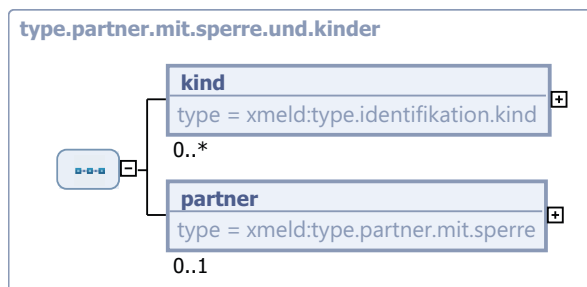 type.partner.mit.sperre.und.kinder
kind
type = xmeld:type.identifikation.kind
0..*
partner
type = xmeld:type.partner.mit.sperre
0..1